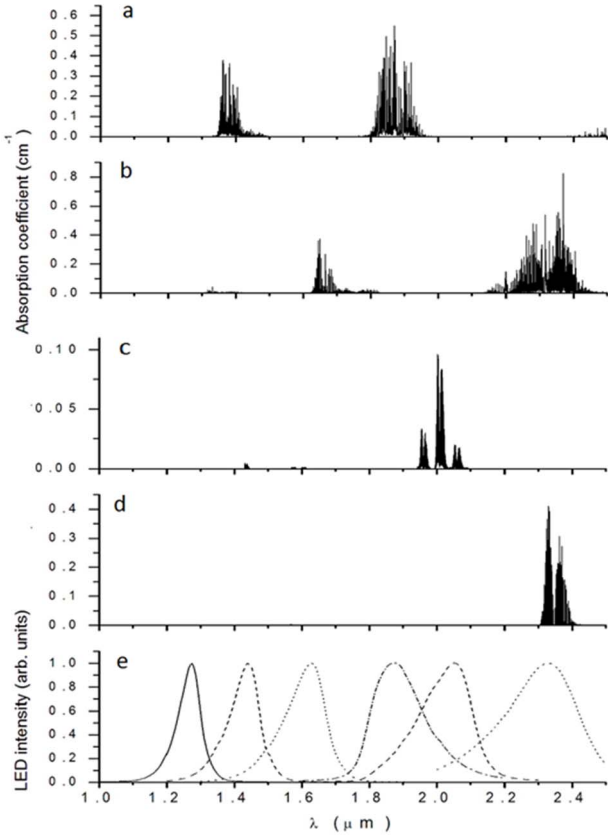 a
0.6
0.5
0.4
0.3
0.2
0.1
0.0
b
0.8
0.6
0.4
0.2
0.0
Absorption coefficient (cm-1)
c
0.10
0.05
0.00
d
0.4
0.3
0.2
0.1
0.0
e
1.0
0.8
0.6
0.4
0.2
0.0
LED intensity (arb. units)
1.0 1.2 1.4 1.6 1.8 2.0 2.2 2.4
λ (μm)